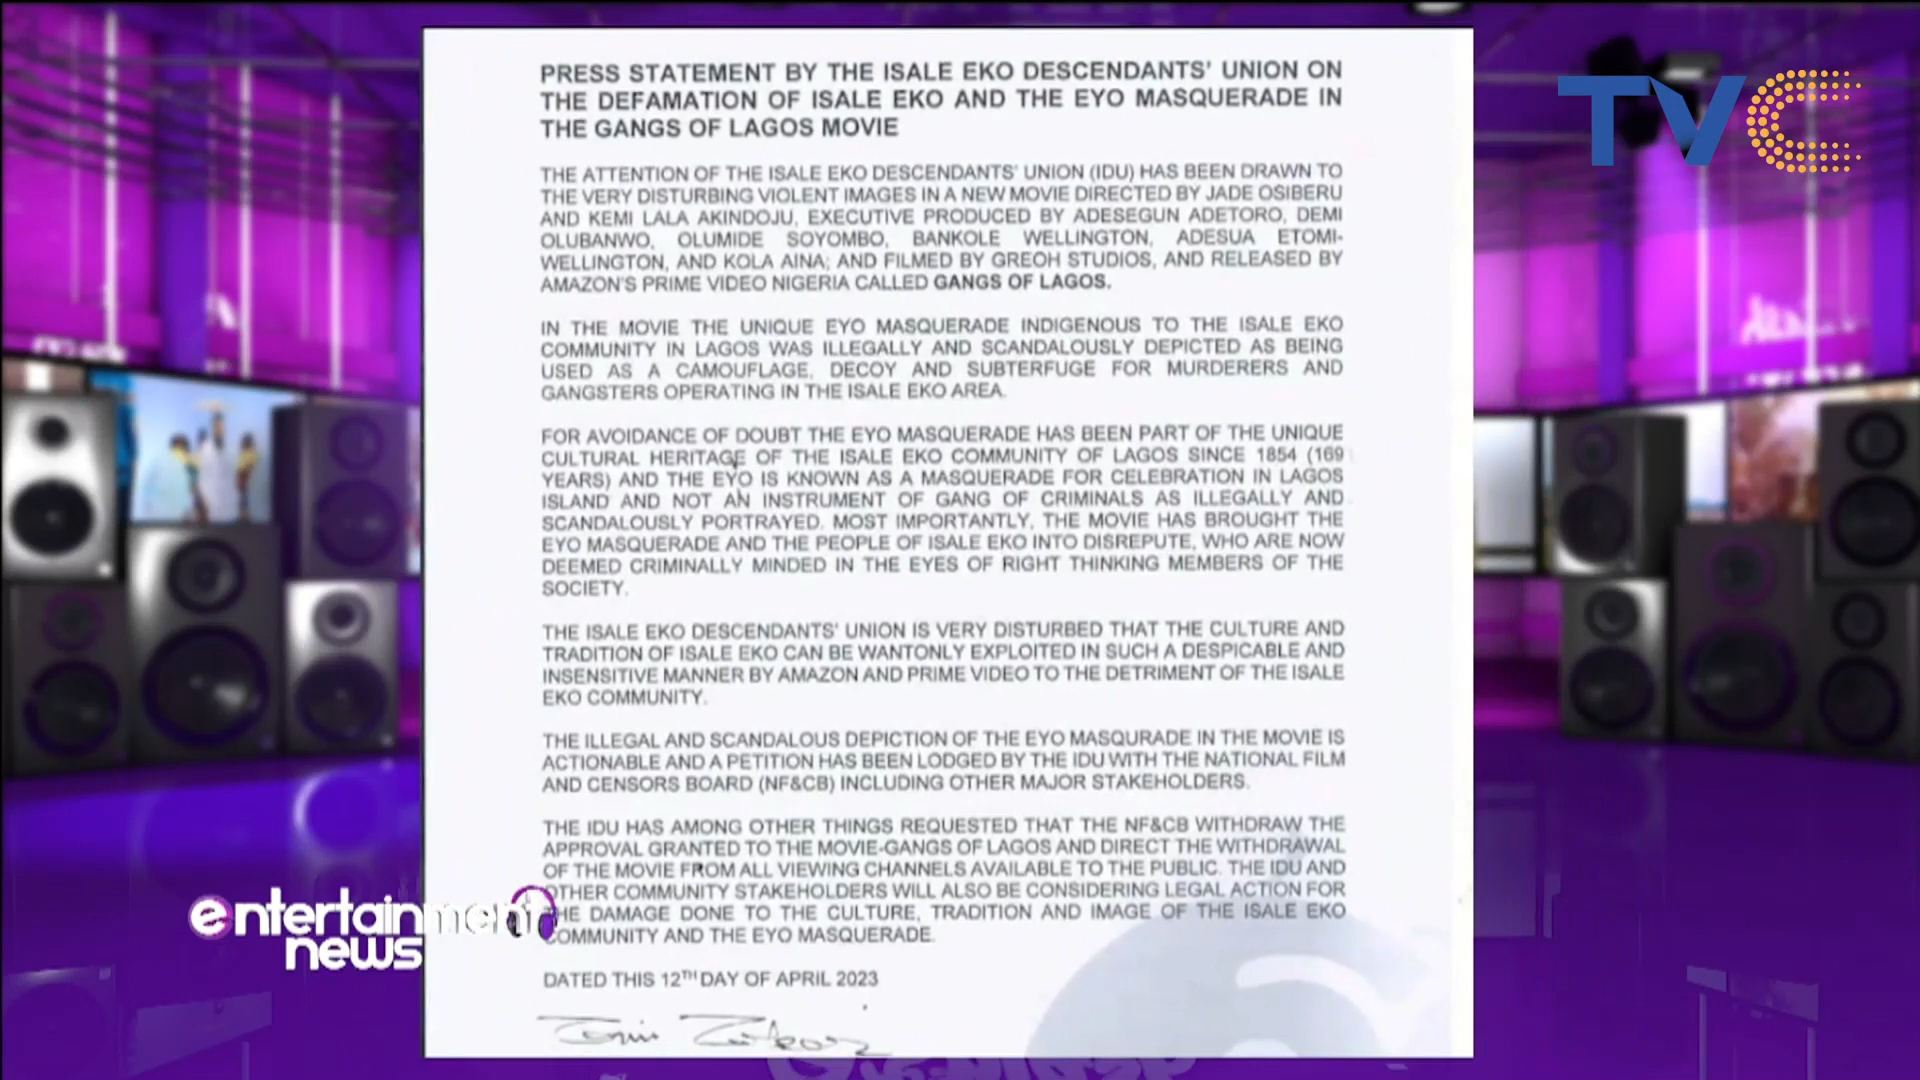 PRESS STATEMENT BY THE ISALE EKO DESCENDANTS' UNION ON
THE DEFAMATION OF ISALE EKO AND THE EYO MASQUERADE IN
THE GANGS OF LAGOS MOVIE
THE ATTENTION OF THE ISALE EKO DESCENDANTS' UNION (IDU) HAS BEEN DRAWN TO
THE VERY DISTURBING VIOLENT IMAGES IN A NEW MOVIE DIRECTED BY JADE OSIBERU
AND KEMI LALA AKINDOJU, EXECUTIVE PRODUCED BY ADESEGUN ADETORO, DEMI
OLUBANWO, OLUMIDE SOYOMBO, BANKOLE WELLINGTON, ADESUA ETOMI-
WELLINGTON, AND KOLA AINA; AND FILMED BY GREOH STUDIOS, AND RELEASED BY
AMAZON'S PRIME VIDEO NIGERIA CALLED GANGS OF LAGOS.
IN THE MOVIE THE UNIQUE EYO MASQUERADE INDIGENOUS TO THE ISALE EKO
COMMUNITY IN LAGOS WAS ILLEGALLY AND SCANDALOUSLY DEPICTED AS BEING
USED AS A CAMOUFLAGE, DECOY AND SUBTERFUGE FOR MURDERERS AND
GANGSTERS OPERATING IN THE ISALE EKO AREA.
FOR AVOIDANCE OF DOUBT THE EYO MASQUERADE HAS BEEN PART OF THE UNIQUE
CULTURAL HERITAGE OF THE ISALE EKO COMMUNITY OF LAGOS SINCE 1854 (169
YEARS) AND THE EYO IS KNOWN AS A MASQUERADE FOR CELEBRATION IN LAGOS
ISLAND AND NOT AN INSTRUMENT OF GANG OF CRIMINALS AS ILLEGALLY AND
SCANDALOUSLY PORTRAYED. MOST IMPORTANTLY, THE MOVIE HAS BROUGHT THE
EYO MASQUERADE AND THE PEOPLE OF ISALE EKO INTO DISREPUTE, WHO ARE NOW
DEEMED CRIMINALLY MINDED IN THE EYES OF RIGHT THINKING MEMBERS OF THE
SOCIETY.
THE ISALE EKO DESCENDANTS' UNION IS VERY DISTURBED THAT THE CULTURE AND
TRADITION OF ISALE EKO CAN BE WANTONLY EXPLOITED IN SUCH A DESPICABLE AND
INSENSITIVE MANNER BY AMAZON AND PRIME VIDEO TO THE DETRIMENT OF THE ISALE
EKO COMMUNITY.
THE ILLEGAL AND SCANDALOUS DEPICTION OF THE EYO MASQURADE IN THE MOVIE IS
ACTIONABLE AND A PETITION HAS BEEN LODGED BY THE IDU WITH THE NATIONAL FILM
AND CENSORS BOARD (NF&CB) INCLUDING OTHER MAJOR STAKEHOLDERS.
THE IDU HAS AMONG OTHER THINGS REQUESTED THAT THE NF&CB WITHDRAW THE
APPROVAL GRANTED TO THE MOVIE-GANGS OF LAGOS AND DIRECT THE WITHDRAWAL
OF THE MOVIE FROM ALL VIEWING CHANNELS AVAILABLE TO THE PUBLIC. THE IDU AND
OTHER COMMUNITY STAKEHOLDERS WILL ALSO BE CONSIDERING LEGAL ACTION FOR
THE DAMAGE DONE TO THE CULTURE, TRADITION AND IMAGE OF THE ISALE EKO
COMMUNITY AND THE EYO MASQUERADE.
DATED THIS 12TH DAY OF APRIL 2023
TVC
entertainment
news